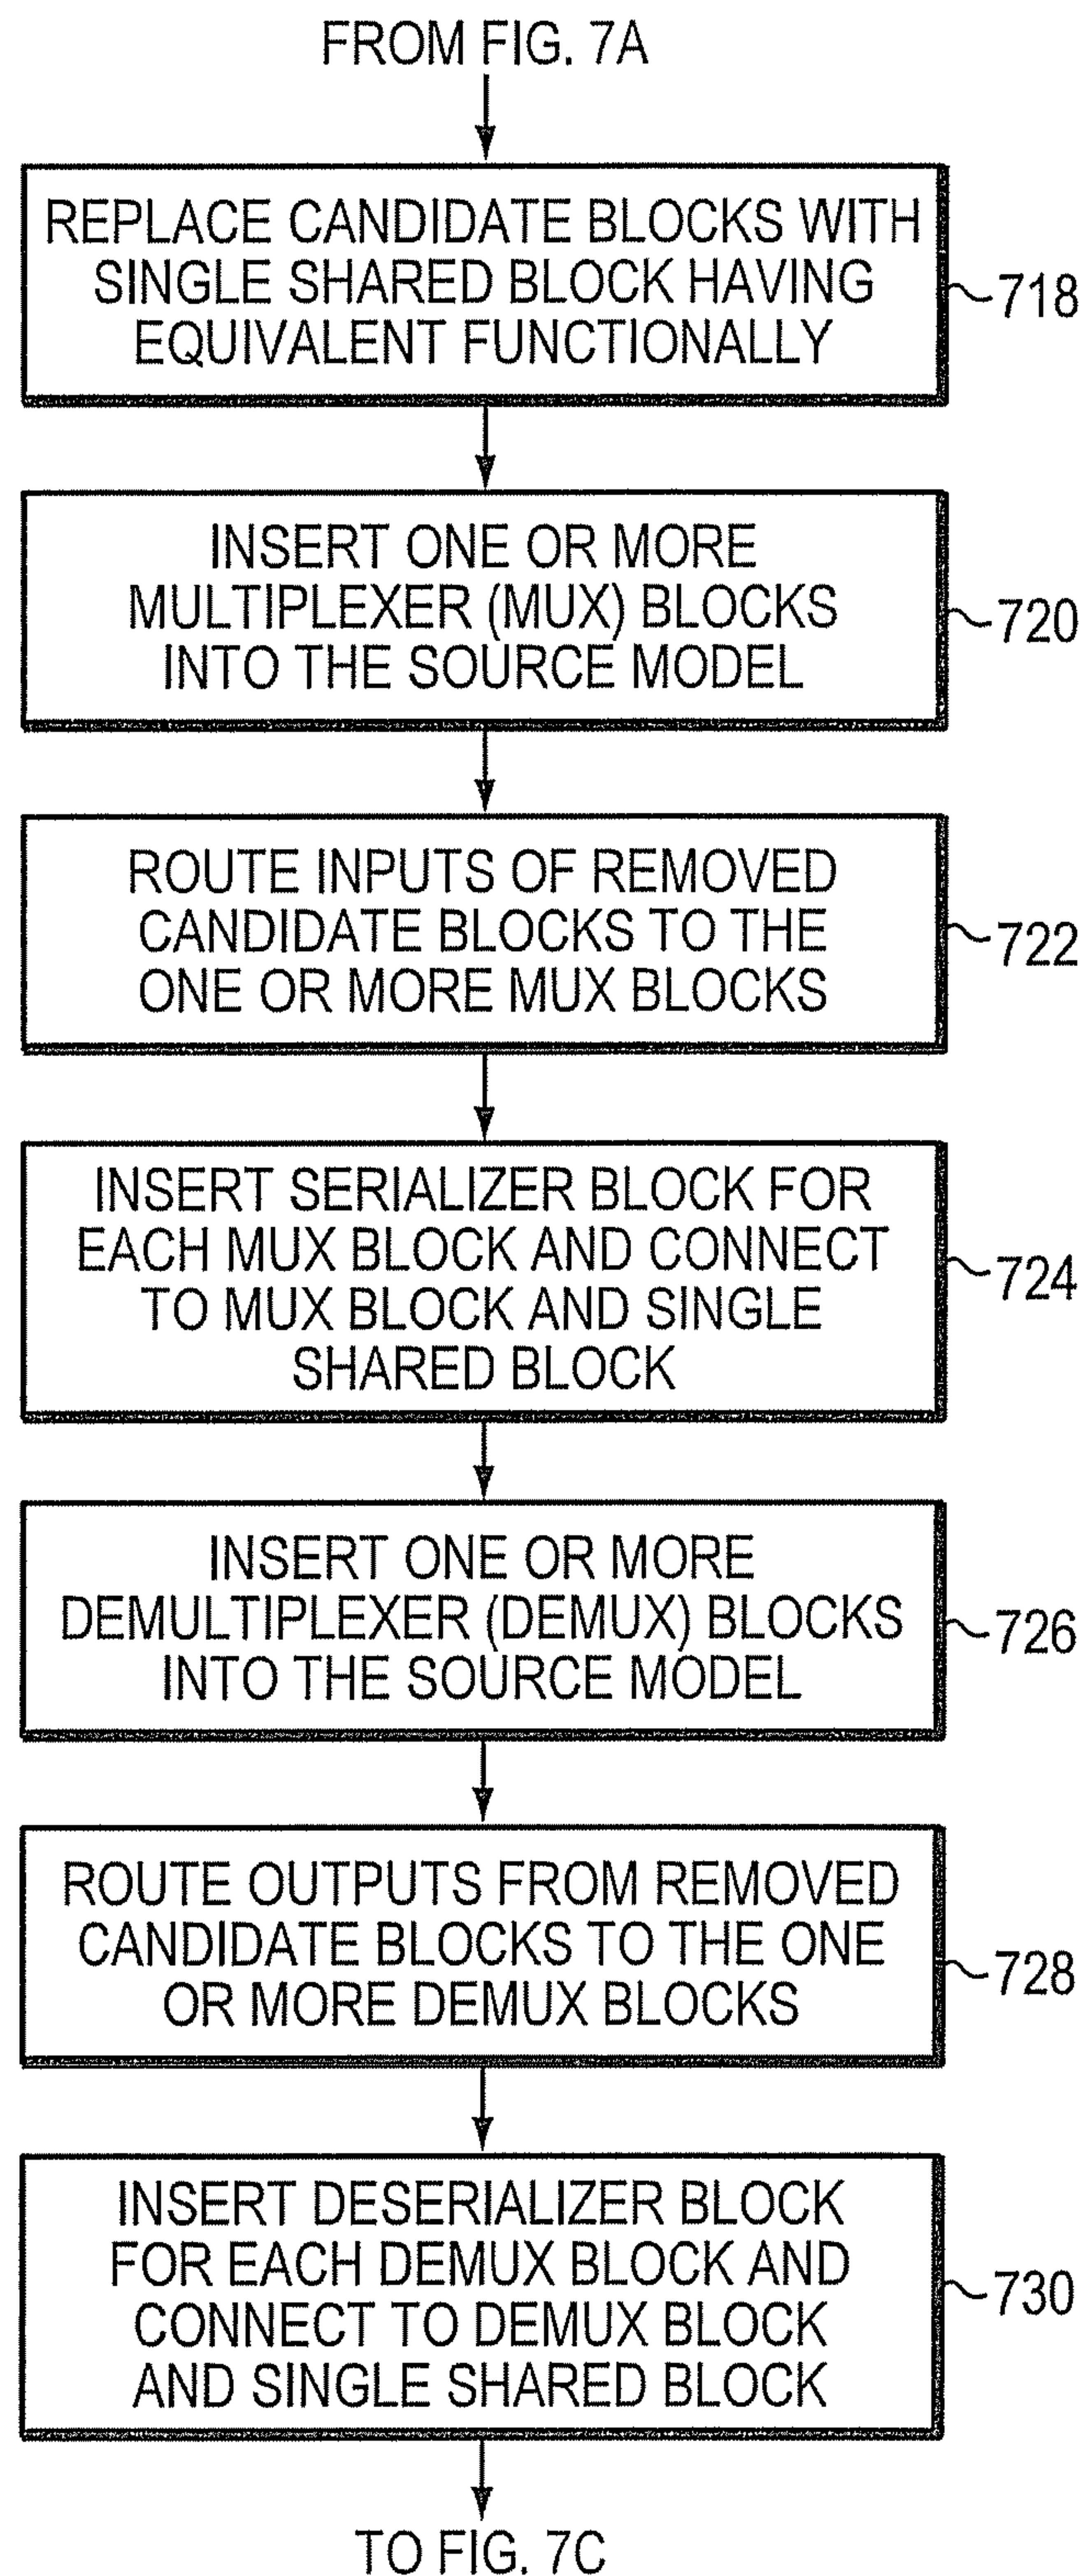 FROM FIG. 7A
REPLACE CANDIDATE BLOCKS WITH
SINGLE SHARED BLOCK HAVING
EQUIVALENT FUNCTIONALLY
718
INSERT ONE OR MORE
MULTIPLEXER (MUX) BLOCKS
INTO THE SOURCE MODEL
720
ROUTE INPUTS OF REMOVED
CANDIDATE BLOCKS TO THE
ONE OR MORE MUX BLOCKS
722
INSERT SERIALIZER BLOCK FOR
EACH MUX BLOCK AND CONNECT
TO MUX BLOCK AND SINGLE
SHARED BLOCK
724
INSERT ONE OR MORE
DEMULTIPLEXER (DEMUX) BLOCKS
INTO THE SOURCE MODEL
726
ROUTE OUTPUTS FROM REMOVED
CANDIDATE BLOCKS TO THE ONE
OR MORE DEMUX BLOCKS
728
INSERT DESERIALIZER BLOCK
FOR EACH DEMUX BLOCK AND
CONNECT TO DEMUX BLOCK
AND SINGLE SHARED BLOCK
730
TO FIG. 7C